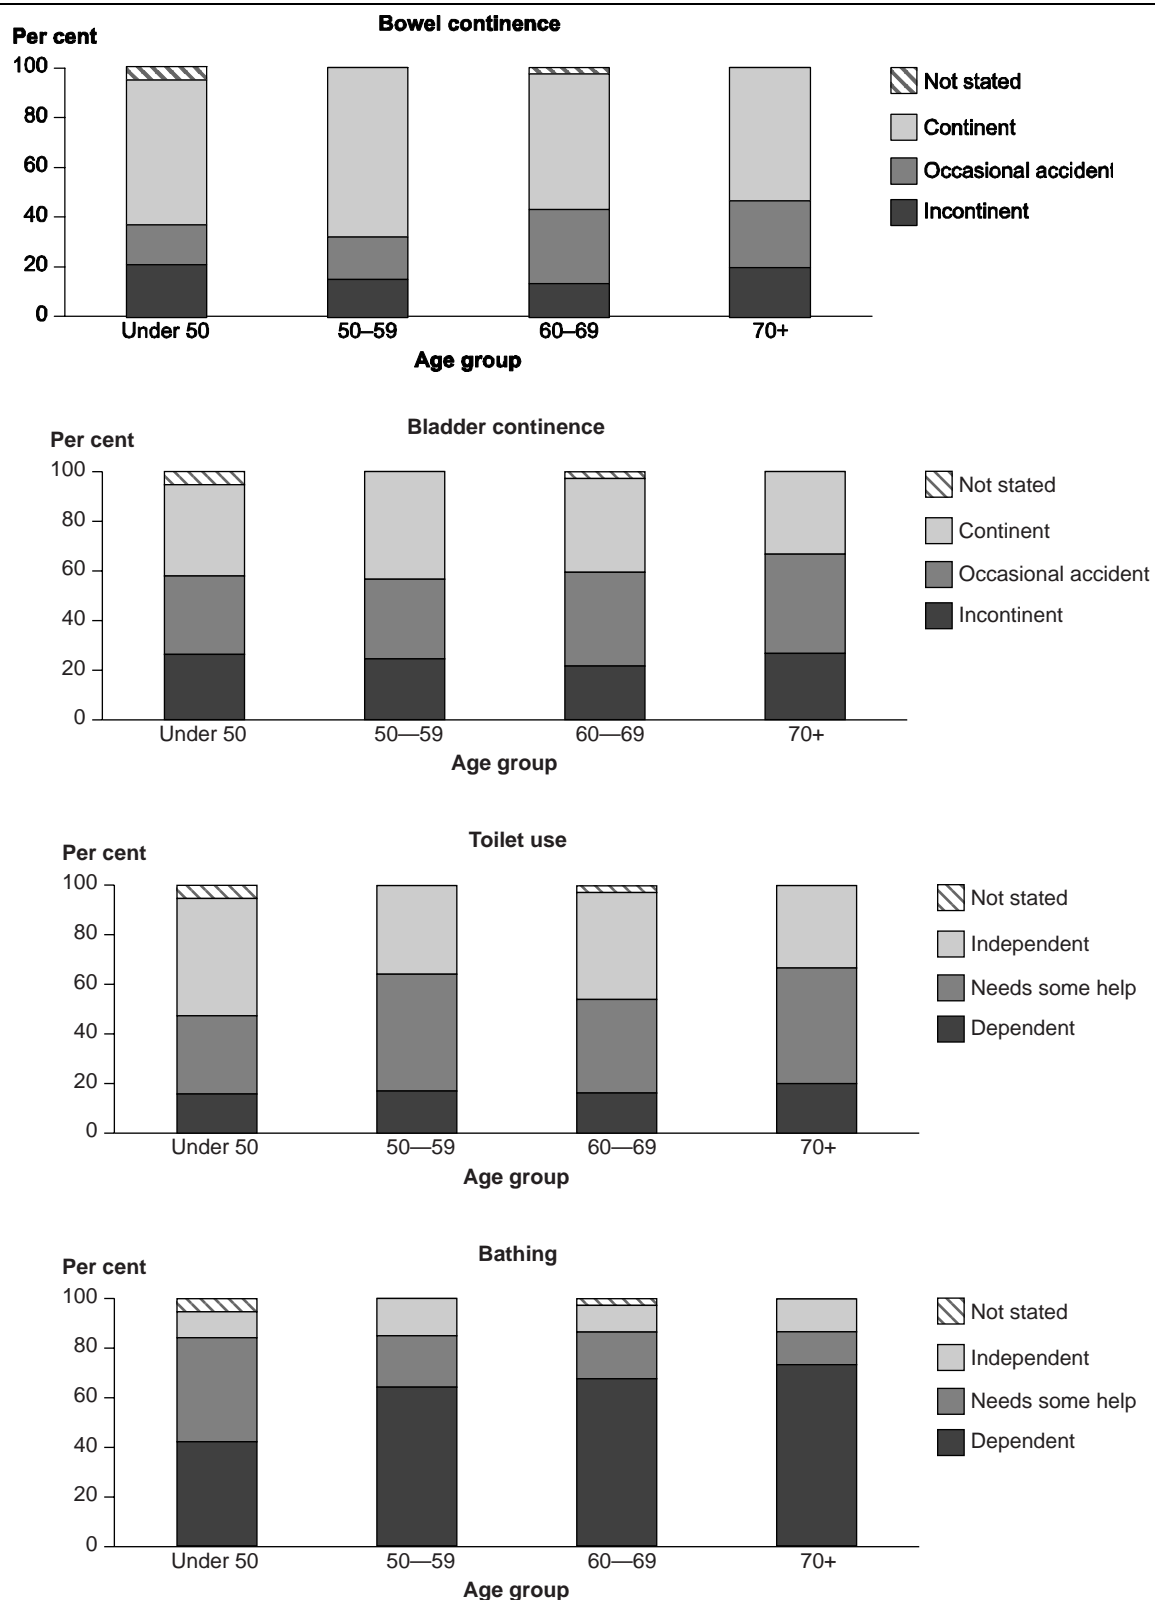 Bowel continence
Per cent
100
80
60
40
20
0
Under 50 50–59 60–69 70+
Age group
Not stated
Continent
Occasional accident
Incontinent
Bladder continence
Per cent
100
80
60
40
20
0
Under 50 50—59 60—69 70+
Age group
Not stated
Continent
Occasional accident
Incontinent
Toilet use
Per cent
100
80
60
40
20
0
Under 50 50—59 60—69 70+
Age group
Not stated
Independent
Needs some help
Dependent
Bathing
Per cent
100
80
60
40
20
0
Under 50 50—59 60—69 70+
Age group
Not stated
Independent
Needs some help
Dependent